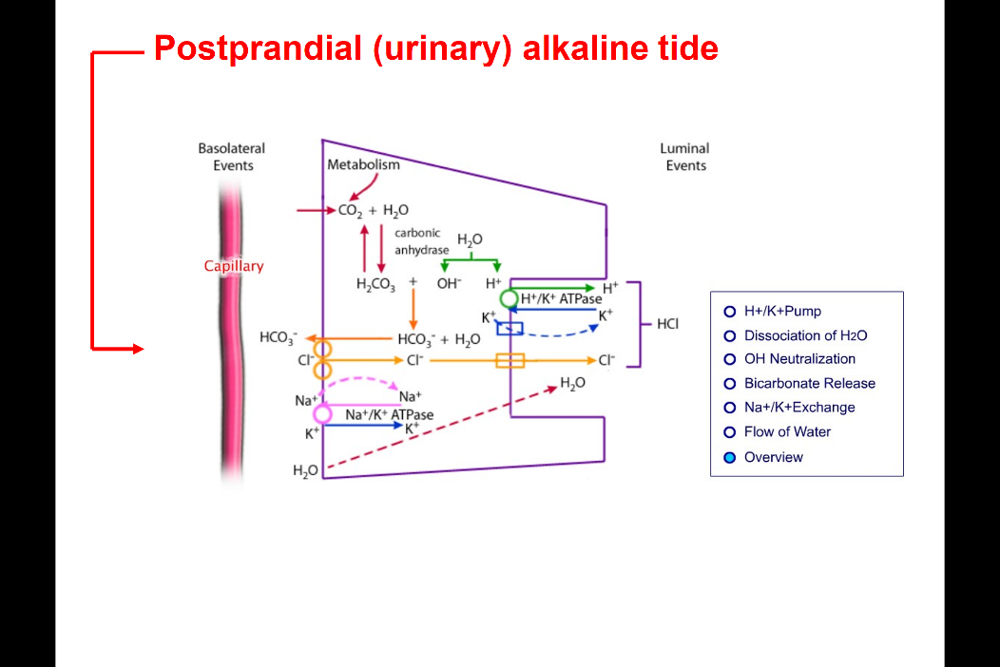 Postprandial (urinary) alkaline tide
Basolateral
Events
Luminal
Events
Metabolism
CO₂ + H₂O
carbonic
anhydrase
H₂O
H₂CO₃ + OH⁻ H⁺
H⁺
H⁺/K⁺ ATPase
K⁺
K⁺
HCl
Capillary
HCO₃⁻
HCO₃⁻ + H₂O
Cl⁻
Cl⁻
Cl⁻
H₂O
Na⁺
Na⁺
Na⁺/K⁺ ATPase
K⁺
K⁺
H₂O
H+/K+Pump
Dissociation of H2O
OH Neutralization
Bicarbonate Release
Na+/K+Exchange
Flow of Water
Overview